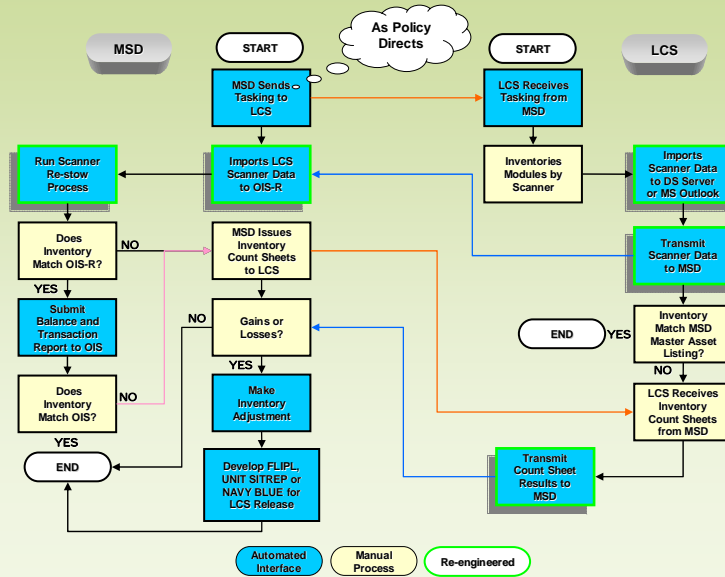 As Policy
Directs
MSD
START
START
LCS
MSD Sends
Tasking to
LCS
LCS Receives
Tasking from
MSD
Run Scanner
Re-stow
Process
Imports LCS
Scanner Data
to OIS-R
Inventories
Modules by
Scanner
Imports
Scanner Data
to DS Server
or MS Outlook
Does
Inventory
Match OIS-R?
NO
MSD Issues
Inventory
Count Sheets
to LCS
Transmit
Scanner Data
to MSD
YES
Submit
Balance and
Transaction
Report to OIS
NO
Gains or
Losses?
END
YES
Inventory
Match MSD
Master Asset
Listing?
YES
NO
Does
Inventory
Match OIS?
NO
Make
Inventory
Adjustment
LCS Receives
Inventory
Count Sheets
from MSD
YES
END
Develop FLIPL,
UNIT SITREP or
NAVY BLUE for
LCS Release
Transmit
Count Sheet
Results to
MSD
Automated
Interface
Manual
Process
Re-engineered